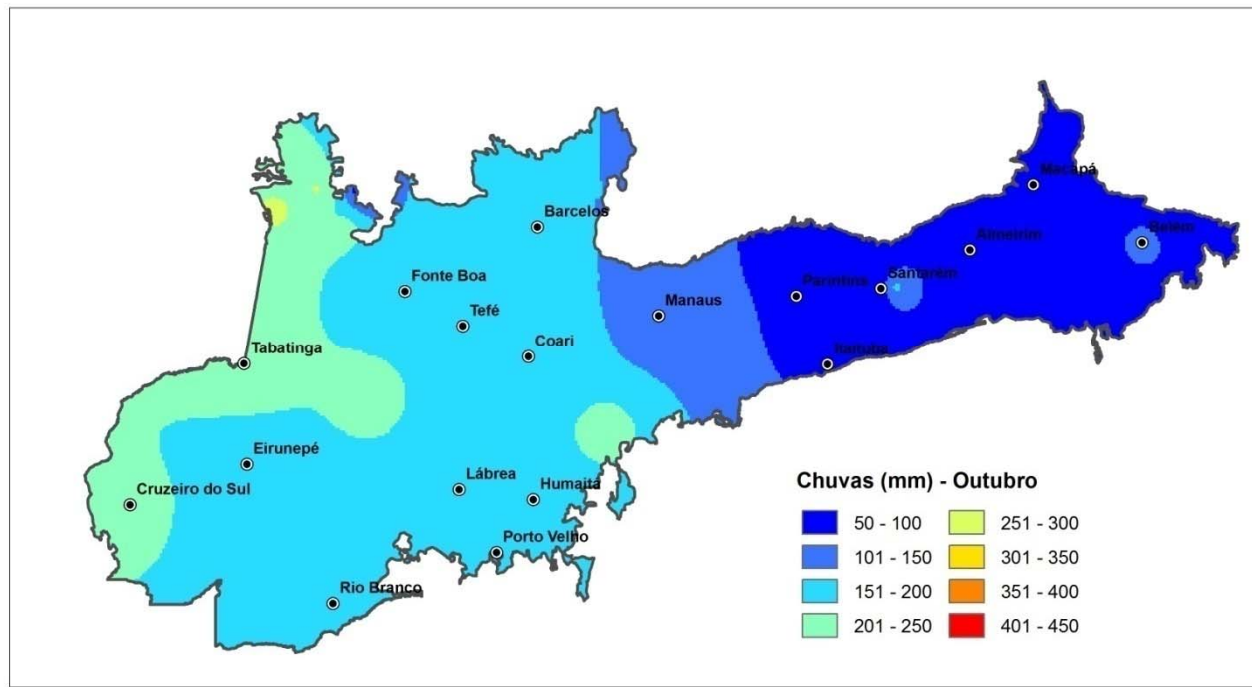 Macapá
Barcelos
Belém
Almeirim
Fonte Boa
Santarém
Parintins
Manaus
Tefé
Tabatinga
Coari
Itaituba
Eirunepé
Lábrea
Cruzeiro do Sul
Humaitá
Porto Velho
Rio Branco
Chuvas (mm) - Outubro
50 - 100
251 - 300
101 - 150
301 - 350
151 - 200
351 - 400
201 - 250
401 - 450